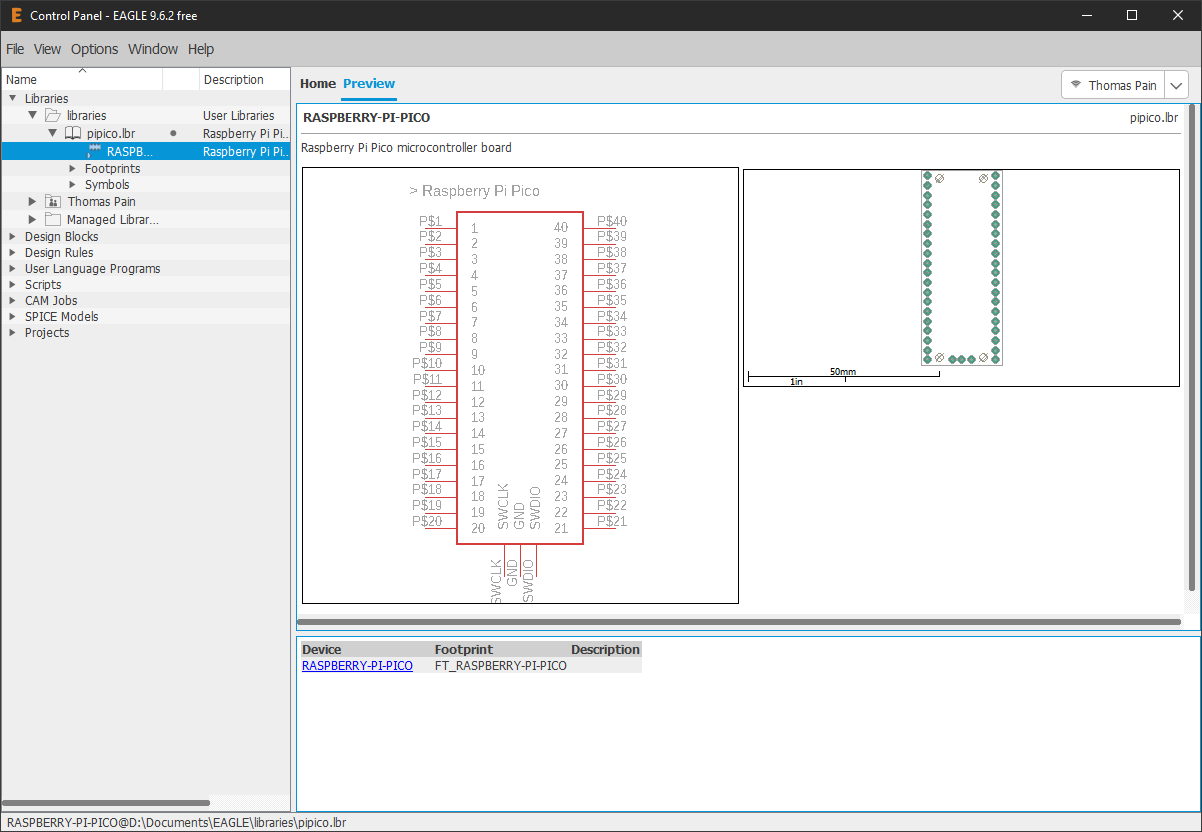 Control Panel - EAGLE 9.6.2 free
File View Options Window Help
Name Description
Libraries
libraries User Libraries
pipico.lbr Raspberry Pi Pi...
RASPB... Raspberry Pi Pi...
Footprints
Symbols
Thomas Pain
Managed Librar...
Design Blocks
Design Rules
User Language Programs
Scripts
CAM Jobs
SPICE Models
Projects
Home Preview
Thomas Pain
RASPBERRY-PI-PICO pipico.lbr
Raspberry Pi Pico microcontroller board
> Raspberry Pi Pico
P$1 1 40 P$40
P$2 2 39 P$39
P$3 3 38 P$38
P$4 4 37 P$37
P$5 5 36 P$36
P$6 6 35 P$35
P$7 7 34 P$34
P$8 8 33 P$33
P$9 9 32 P$32
P$10 10 31 P$31
P$11 11 30 P$30
P$12 12 29 P$29
P$13 13 28 P$28
P$14 14 27 P$27
P$15 15 26 P$26
P$16 16 25 P$25
P$17 17 24 P$24
P$18 18 23 P$23
P$19 19 22 P$22
P$20 20 21 P$21
SWCLK
GND
SWDIO
SWCLK
GND
SWDIO
50mm
1in
Device Footprint Description
RASPBERRY-PI-PICO FT_RASPBERRY-PI-PICO
RASPBERRY-PI-PICO@D:\Documents\EAGLE\libraries\pipico.lbr